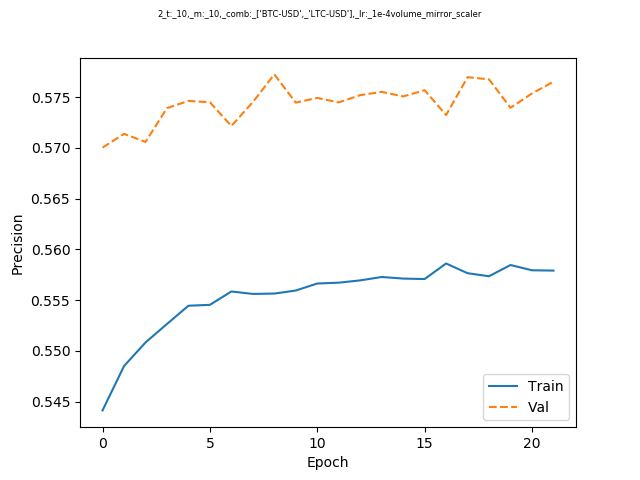 2_t:_10,_m:_10,_comb:_['BTC-USD',_'LTC-USD'],_lr:_1e-4volume_mirror_scaler
0.575
0.570
0.565
0.560
0.555
0.550
0.545
Precision
0
5
10
15
20
Epoch
Train
Val